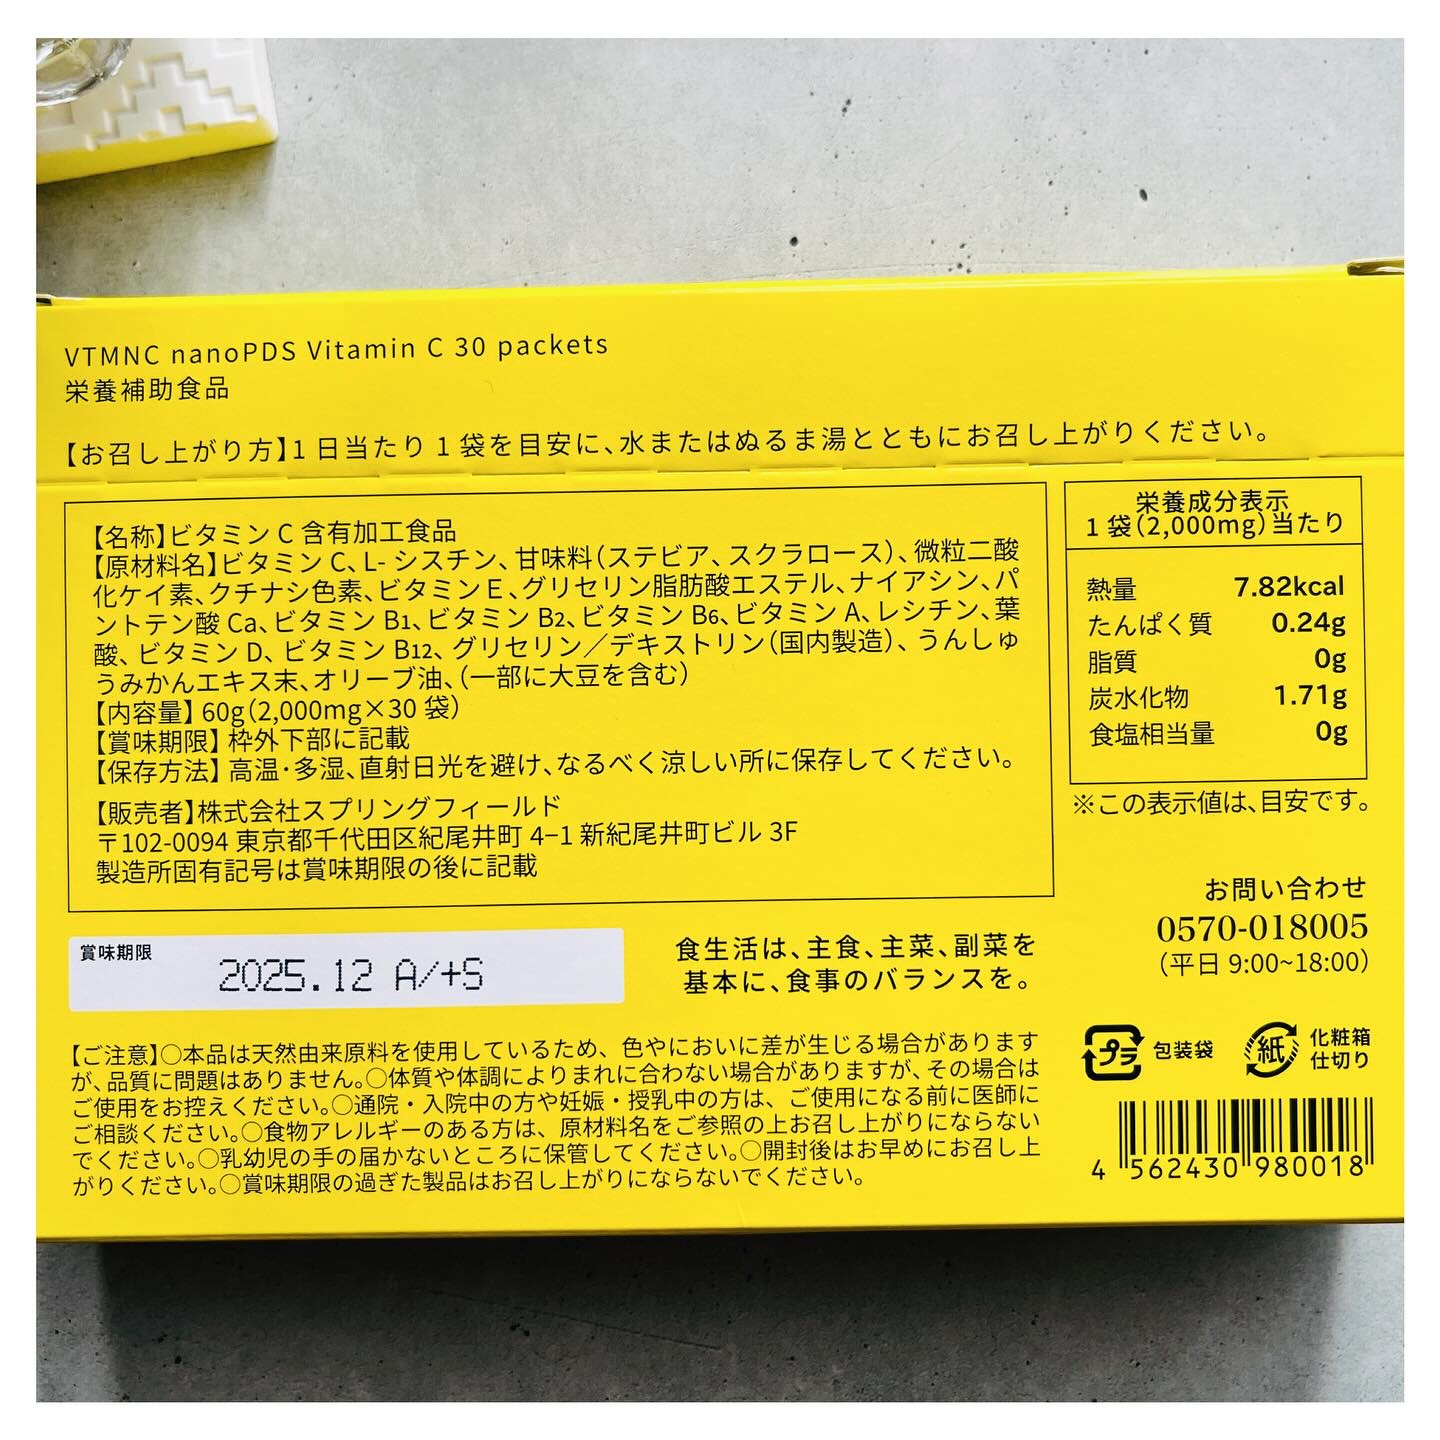 VTMNC nanoPDS Vitamin C 30 packets
栄養補助食品
【お召し上がり方】1 日当たり 1 袋を目安に、水またはぬるま湯とともにお召し上がりください。
【名称】ビタミン C 含有加工食品
【原材料名】ビタミン C、L- シスチン、甘味料（ステビア、スクラロース）、微粒二酸
化ケイ素、クチナシ色素、ビタミン E、グリセリン脂肪酸エステル、ナイアシン、パ
ントテン酸 Ca、ビタミン B1、ビタミン B2、ビタミン B6、ビタミン A、レシチン、葉
酸、ビタミン D、ビタミン B12、グリセリン／デキストリン（国内製造）、うんしゅ
うみかんエキス末、オリーブ油、（一部に大豆を含む）
【内容量】 60g（2,000mg×30 袋）
【賞味期限】 枠外下部に記載
【保存方法】 高温・多湿、直射日光を避け、なるべく涼しい所に保存してください。
【販売者】株式会社スプリングフィールド
〒102-0094 東京都千代田区紀尾井町 4−1 新紀尾井町ビル 3F
製造所固有記号は賞味期限の後に記載
栄養成分表示
1 袋（2,000mg）当たり
熱量 7.82kcal
たんぱく質 0.24g
脂質 0g
炭水化物 1.71g
食塩相当量 0g
※この表示値は、目安です。
お問い合わせ
0570-018005
（平日 9:00~18:00）
賞味期限
2025.12 A/+S
食生活は、主食、主菜、副菜を
基本に、食事のバランスを。
【ご注意】○本品は天然由来原料を使用しているため、色やにおいに差が生じる場合があります
が、品質に問題はありません。○体質や体調によりまれに合わない場合がありますが、その場合は
ご使用をお控えください。○通院・入院中の方や妊娠・授乳中の方は、ご使用になる前に医師に
ご相談ください。○食物アレルギーのある方は、原材料名をご参照の上お召し上がりにならない
でください。○乳幼児の手の届かないところに保管してください。○開封後はお早めにお召し上
がりください。○賞味期限の過ぎた製品はお召し上がりにならないでください。
プラ 包装袋
紙 化粧箱
仕切り
4 562430 980018